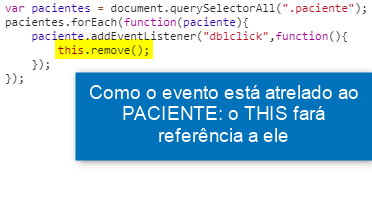 var pacientes = document.querySelectorAll(".paciente");
pacientes.forEach(function(paciente){
    paciente.addEventListener("dblclick",function(){
        this.remove();
    });
});
Como o evento está atrelado ao
PACIENTE: o THIS fará
referência a ele